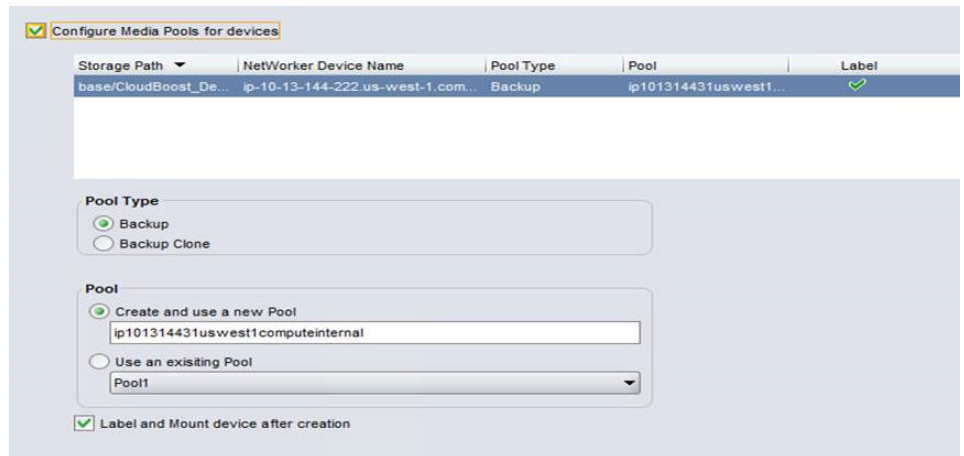 Configure Media Pools for devices
Storage Path NetWorker Device Name Pool Type Pool Label
base/CloudBoost_De... ip-10-13-144-222.us-west-1.com... Backup ip101314431uswest1...
Pool Type
Backup
Backup Clone
Pool
Create and use a new Pool
ip101314431uswest1computeinternal
Use an exisiting Pool
Pool1
Label and Mount device after creation